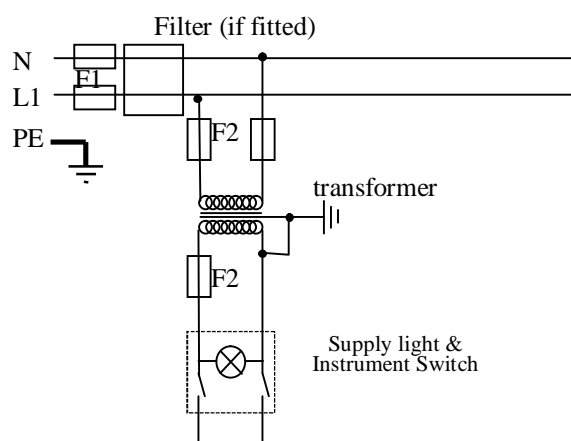 Filter (if fitted)
N
F1
L1
F2
PE
transformer
F2
Supply light &
Instrument Switch